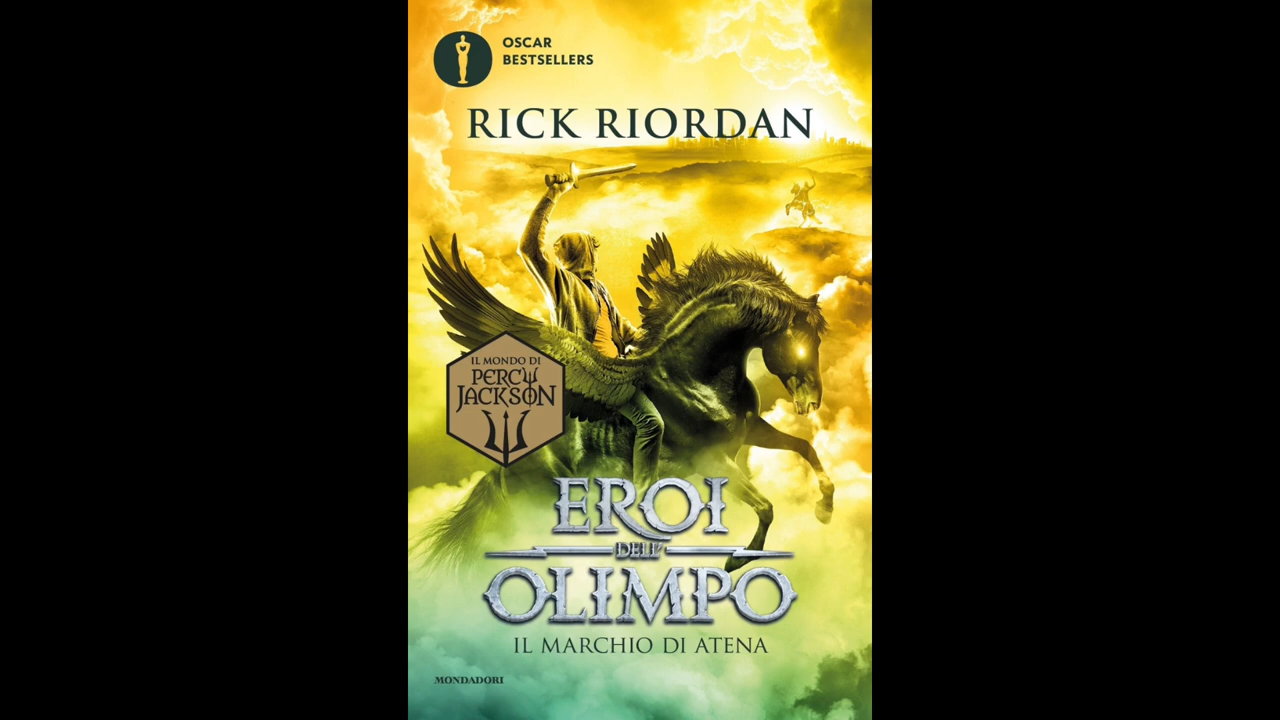 OSCAR
BESTSELLERS
RICK RIORDAN
IL MONDO DI
PERCY
JACKSON
EROI
DELL'
OLIMPO
IL MARCHIO DI ATENA
MONDADORI